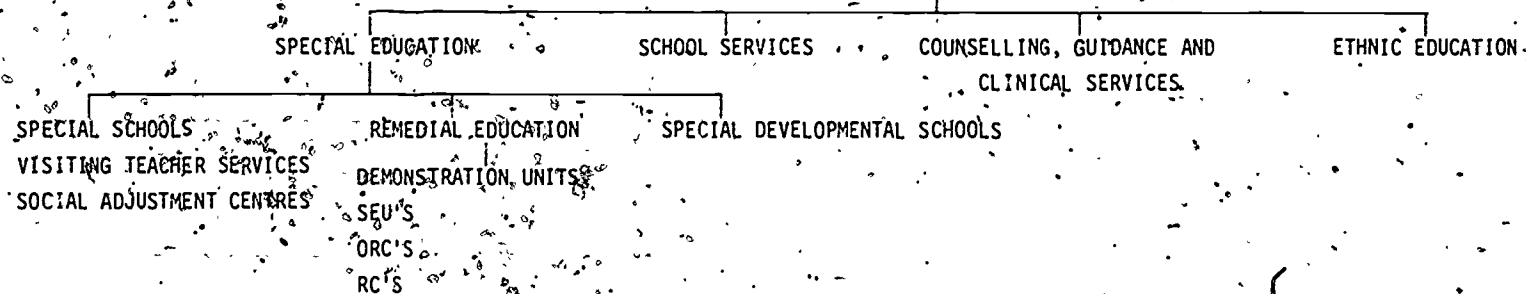 SPECIAL EDUCATION
SCHOOL SERVICES
COUNSELLING, GUIDANCE AND
CLINICAL SERVICES
ETHNIC EDUCATION
SPECIAL SCHOOLS
VISITING TEACHER SERVICES
SOCIAL ADJUSTMENT CENTRES
REMEDIAL EDUCATION
DEMONSTRATION UNITS
SEU'S
ORC'S
RC'S
SPECIAL DEVELOPMENTAL SCHOOLS